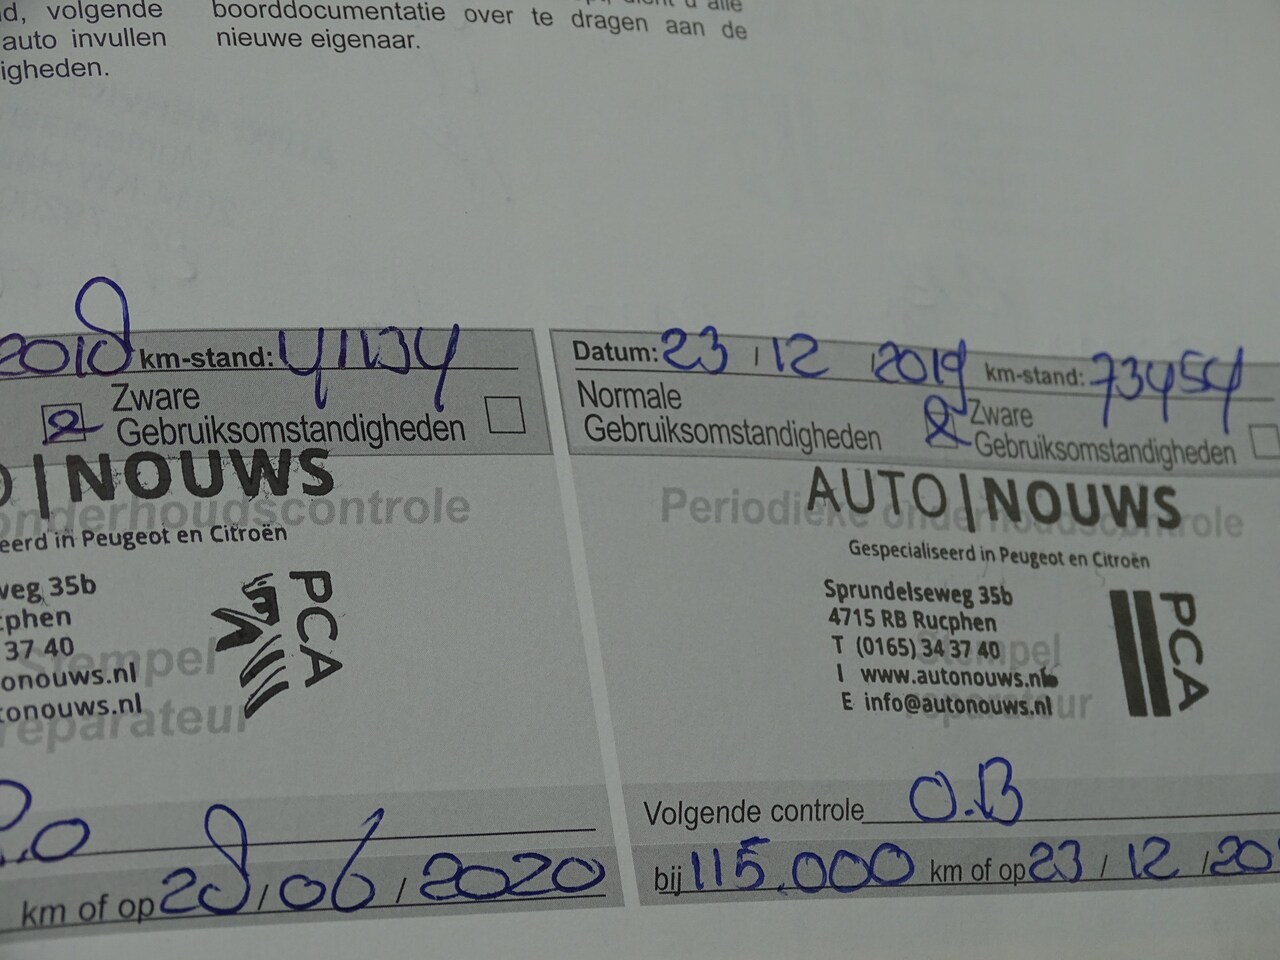 d, volgende
auto invullen
igheden.
boorddocumentatie over te dragen aan de
nieuwe eigenaar.
2018 km-stand: 41134
Zware
Gebruiksomstandigheden
NOUWS
onderhoudscontrole
eerd in Peugeot en Citroën
weg 35b
cphen
37 40
onouws.nl
onouws.nl
PCA
Stempel
reparateur
km of op 28/06/2020
Datum: 23/12/2019 km-stand: 73454
Normale
Gebruiksomstandigheden
Zware
Gebruiksomstandigheden
AUTO|NOUWS
Periodieke onderhoudscontrole
Gespecialiseerd in Peugeot en Citroën
Sprundelseweg 35b
4715 RB Rucphen
T (0165) 34 37 40
I www.autonouws.nl
E info@autonouws.nl
PCA
Stempel
reparateur
Volgende controle O.B
bij 115.000 km of op 23/12/20